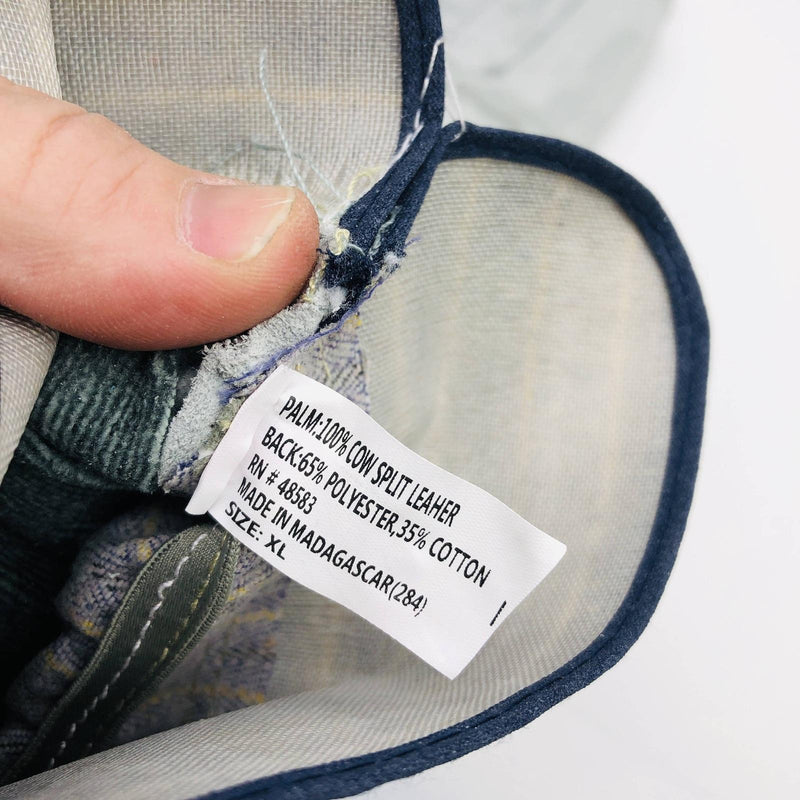 PALM:100% COW SPLIT LEAHER
BACK:65% POLYESTER,35% COTTON
RN # 48583
MADE IN MADAGASCAR(284)
SIZE: XL